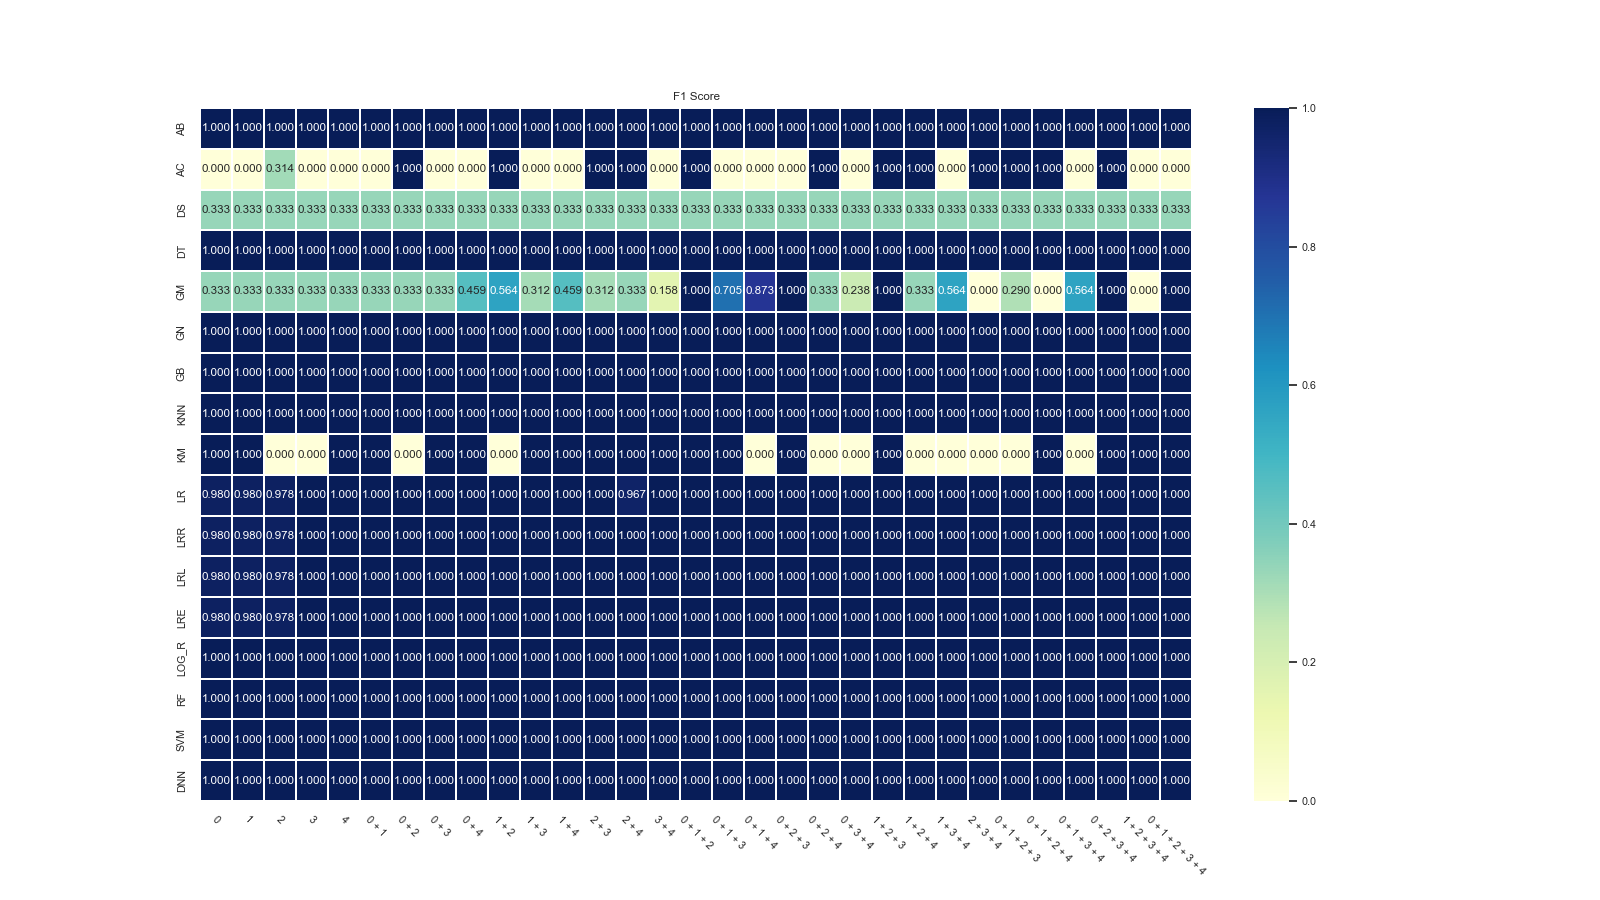 F1 Score
AB 1.000 1.000 1.000 1.000 1.000 1.000 1.000 1.000 1.000 1.000 1.000 1.000 1.000 1.000 1.000 1.000 1.000 1.000 1.000 1.000 1.000 1.000 1.000 1.000 1.000 1.000 1.000 1.000 1.000 1.000 1.000
AC 0.000 0.000 0.314 0.000 0.000 0.000 1.000 0.000 0.000 1.000 0.000 0.000 1.000 1.000 0.000 1.000 0.000 0.000 0.000 1.000 0.000 1.000 1.000 0.000 1.000 1.000 1.000 0.000 1.000 0.000 0.000
DS 0.333 0.333 0.333 0.333 0.333 0.333 0.333 0.333 0.333 0.333 0.333 0.333 0.333 0.333 0.333 0.333 0.333 0.333 0.333 0.333 0.333 0.333 0.333 0.333 0.333 0.333 0.333 0.333 0.333 0.333 0.333
DT 1.000 1.000 1.000 1.000 1.000 1.000 1.000 1.000 1.000 1.000 1.000 1.000 1.000 1.000 1.000 1.000 1.000 1.000 1.000 1.000 1.000 1.000 1.000 1.000 1.000 1.000 1.000 1.000 1.000 1.000 1.000
GM 0.333 0.333 0.333 0.333 0.333 0.333 0.333 0.333 0.459 0.564 0.312 0.459 0.312 0.333 0.158 1.000 0.705 0.873 1.000 0.333 0.238 1.000 0.333 0.564 0.000 0.290 0.000 0.564 1.000 0.000 1.000
GN 1.000 1.000 1.000 1.000 1.000 1.000 1.000 1.000 1.000 1.000 1.000 1.000 1.000 1.000 1.000 1.000 1.000 1.000 1.000 1.000 1.000 1.000 1.000 1.000 1.000 1.000 1.000 1.000 1.000 1.000 1.000
GB 1.000 1.000 1.000 1.000 1.000 1.000 1.000 1.000 1.000 1.000 1.000 1.000 1.000 1.000 1.000 1.000 1.000 1.000 1.000 1.000 1.000 1.000 1.000 1.000 1.000 1.000 1.000 1.000 1.000 1.000 1.000
KNN 1.000 1.000 1.000 1.000 1.000 1.000 1.000 1.000 1.000 1.000 1.000 1.000 1.000 1.000 1.000 1.000 1.000 1.000 1.000 1.000 1.000 1.000 1.000 1.000 1.000 1.000 1.000 1.000 1.000 1.000 1.000
KM 1.000 1.000 0.000 0.000 1.000 1.000 0.000 1.000 1.000 0.000 1.000 1.000 1.000 1.000 1.000 1.000 1.000 0.000 1.000 0.000 0.000 1.000 0.000 0.000 0.000 0.000 1.000 0.000 1.000 1.000 1.000
LR 0.980 0.980 0.978 1.000 1.000 1.000 1.000 1.000 1.000 1.000 1.000 1.000 1.000 0.967 1.000 1.000 1.000 1.000 1.000 1.000 1.000 1.000 1.000 1.000 1.000 1.000 1.000 1.000 1.000 1.000 1.000
LRR 0.980 0.980 0.978 1.000 1.000 1.000 1.000 1.000 1.000 1.000 1.000 1.000 1.000 1.000 1.000 1.000 1.000 1.000 1.000 1.000 1.000 1.000 1.000 1.000 1.000 1.000 1.000 1.000 1.000 1.000 1.000
LRL 0.980 0.980 0.978 1.000 1.000 1.000 1.000 1.000 1.000 1.000 1.000 1.000 1.000 1.000 1.000 1.000 1.000 1.000 1.000 1.000 1.000 1.000 1.000 1.000 1.000 1.000 1.000 1.000 1.000 1.000 1.000
LRE 0.980 0.980 0.978 1.000 1.000 1.000 1.000 1.000 1.000 1.000 1.000 1.000 1.000 1.000 1.000 1.000 1.000 1.000 1.000 1.000 1.000 1.000 1.000 1.000 1.000 1.000 1.000 1.000 1.000 1.000 1.000
LOG_R 1.000 1.000 1.000 1.000 1.000 1.000 1.000 1.000 1.000 1.000 1.000 1.000 1.000 1.000 1.000 1.000 1.000 1.000 1.000 1.000 1.000 1.000 1.000 1.000 1.000 1.000 1.000 1.000 1.000 1.000 1.000
RF 1.000 1.000 1.000 1.000 1.000 1.000 1.000 1.000 1.000 1.000 1.000 1.000 1.000 1.000 1.000 1.000 1.000 1.000 1.000 1.000 1.000 1.000 1.000 1.000 1.000 1.000 1.000 1.000 1.000 1.000 1.000
SVM 1.000 1.000 1.000 1.000 1.000 1.000 1.000 1.000 1.000 1.000 1.000 1.000 1.000 1.000 1.000 1.000 1.000 1.000 1.000 1.000 1.000 1.000 1.000 1.000 1.000 1.000 1.000 1.000 1.000 1.000 1.000
DNN 1.000 1.000 1.000 1.000 1.000 1.000 1.000 1.000 1.000 1.000 1.000 1.000 1.000 1.000 1.000 1.000 1.000 1.000 1.000 1.000 1.000 1.000 1.000 1.000 1.000 1.000 1.000 1.000 1.000 1.000 1.000
0
1
2
3
4
0 + 1
0 + 2
0 + 3
0 + 4
1 + 2
1 + 3
1 + 4
2 + 3
2 + 4
3 + 4
0 + 1 + 2
0 + 1 + 3
0 + 1 + 4
0 + 2 + 3
0 + 2 + 4
0 + 3 + 4
1 + 2 + 3
1 + 2 + 4
1 + 3 + 4
2 + 3 + 4
0 + 1 + 2 + 3
0 + 1 + 2 + 4
0 + 1 + 3 + 4
0 + 2 + 3 + 4
1 + 2 + 3 + 4
0 + 1 + 2 + 3 + 4
1.0
0.8
0.6
0.4
0.2
0.0